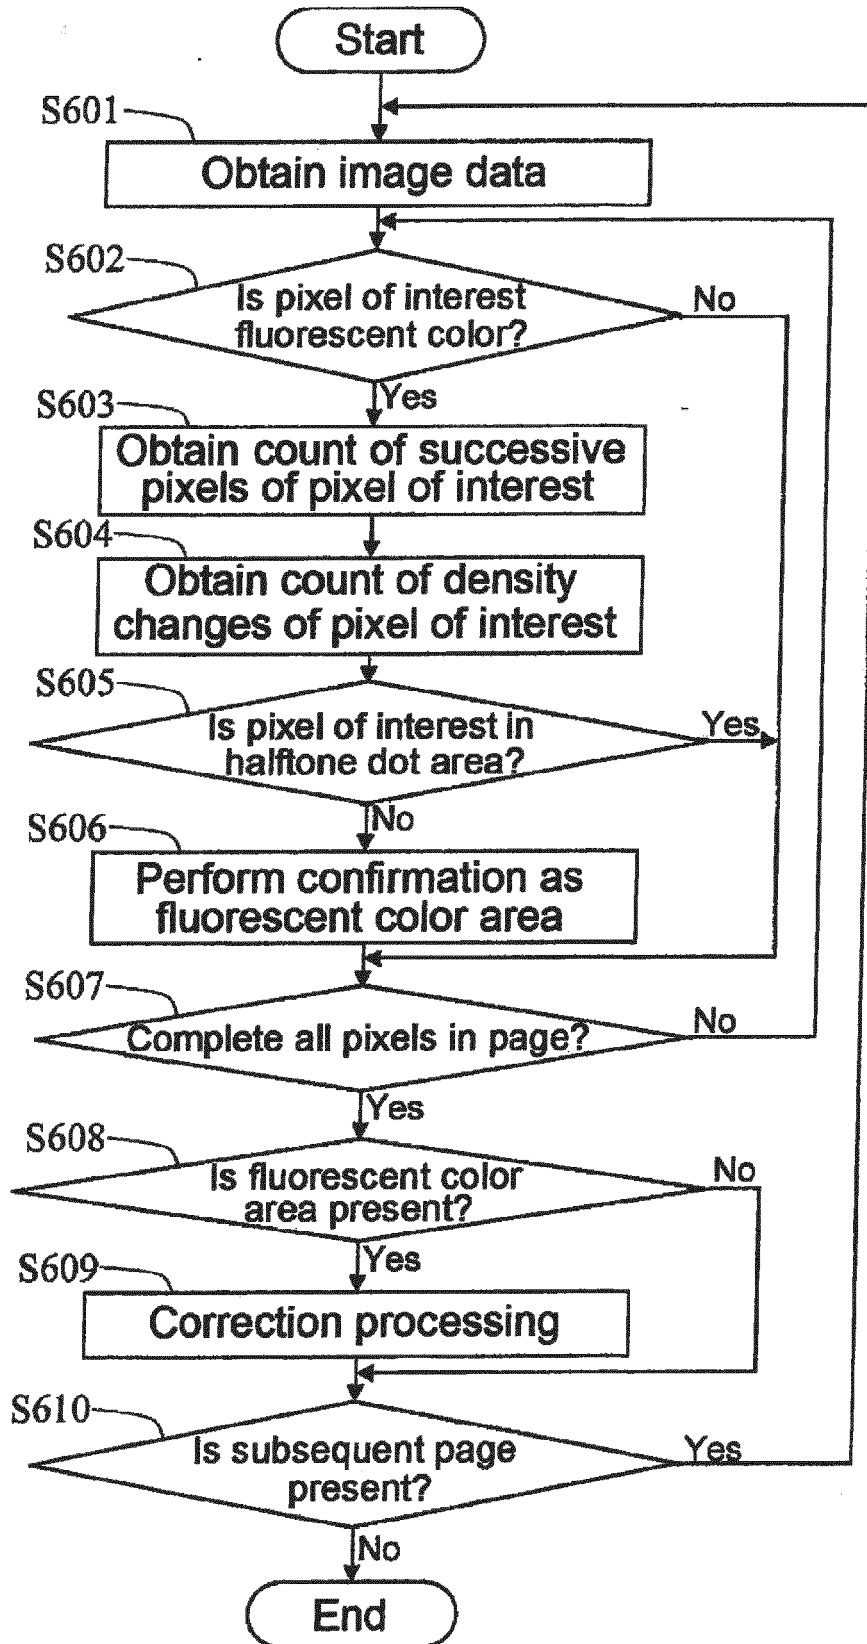 Start
S601
Obtain image data
S602
Is pixel of interest
fluorescent color?
No
Yes
S603
Obtain count of successive
pixels of pixel of interest
S604
Obtain count of density
changes of pixel of interest
S605
Is pixel of interest in
halftone dot area?
Yes
No
S606
Perform confirmation as
fluorescent color area
S607
Complete all pixels in page?
No
Yes
S608
Is fluorescent color
area present?
No
Yes
S609
Correction processing
S610
Is subsequent page
present?
Yes
No
End